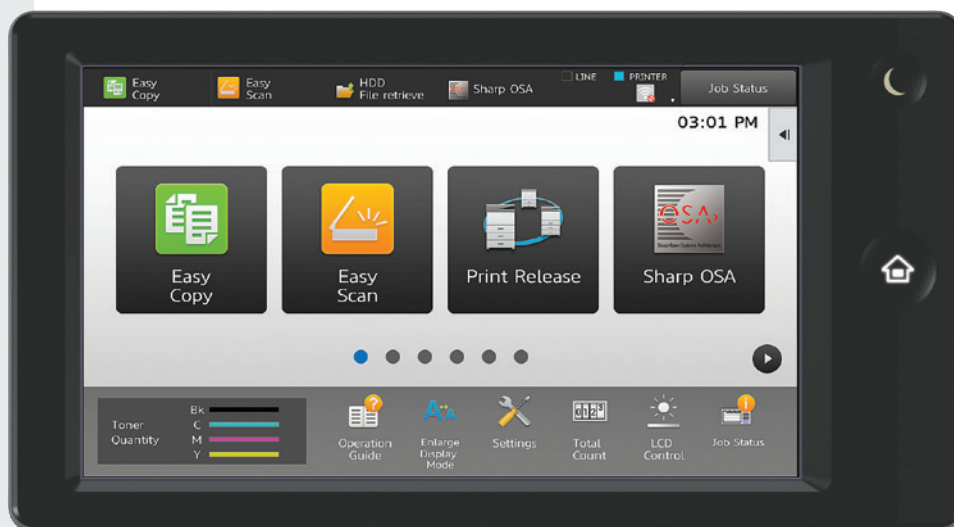 Easy
Copy
Easy
Scan
HDD
File retrieve
Sharp OSA
LINE
PRINTER
Job Status
03:01 PM
Easy
Copy
Easy
Scan
Print Release
OSA
Sharp OSA
Toner
Quantity
Bk
C
M
Y
Operation
Guide
Enlarge
Display
Mode
Settings
Total
Count
LCD
Control
Job Status